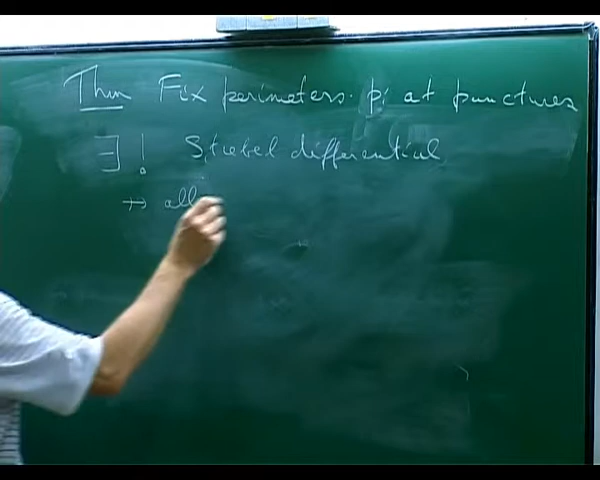 Thm Fix perimeters. pi at punctures
∃! Strebel differential
↦ all